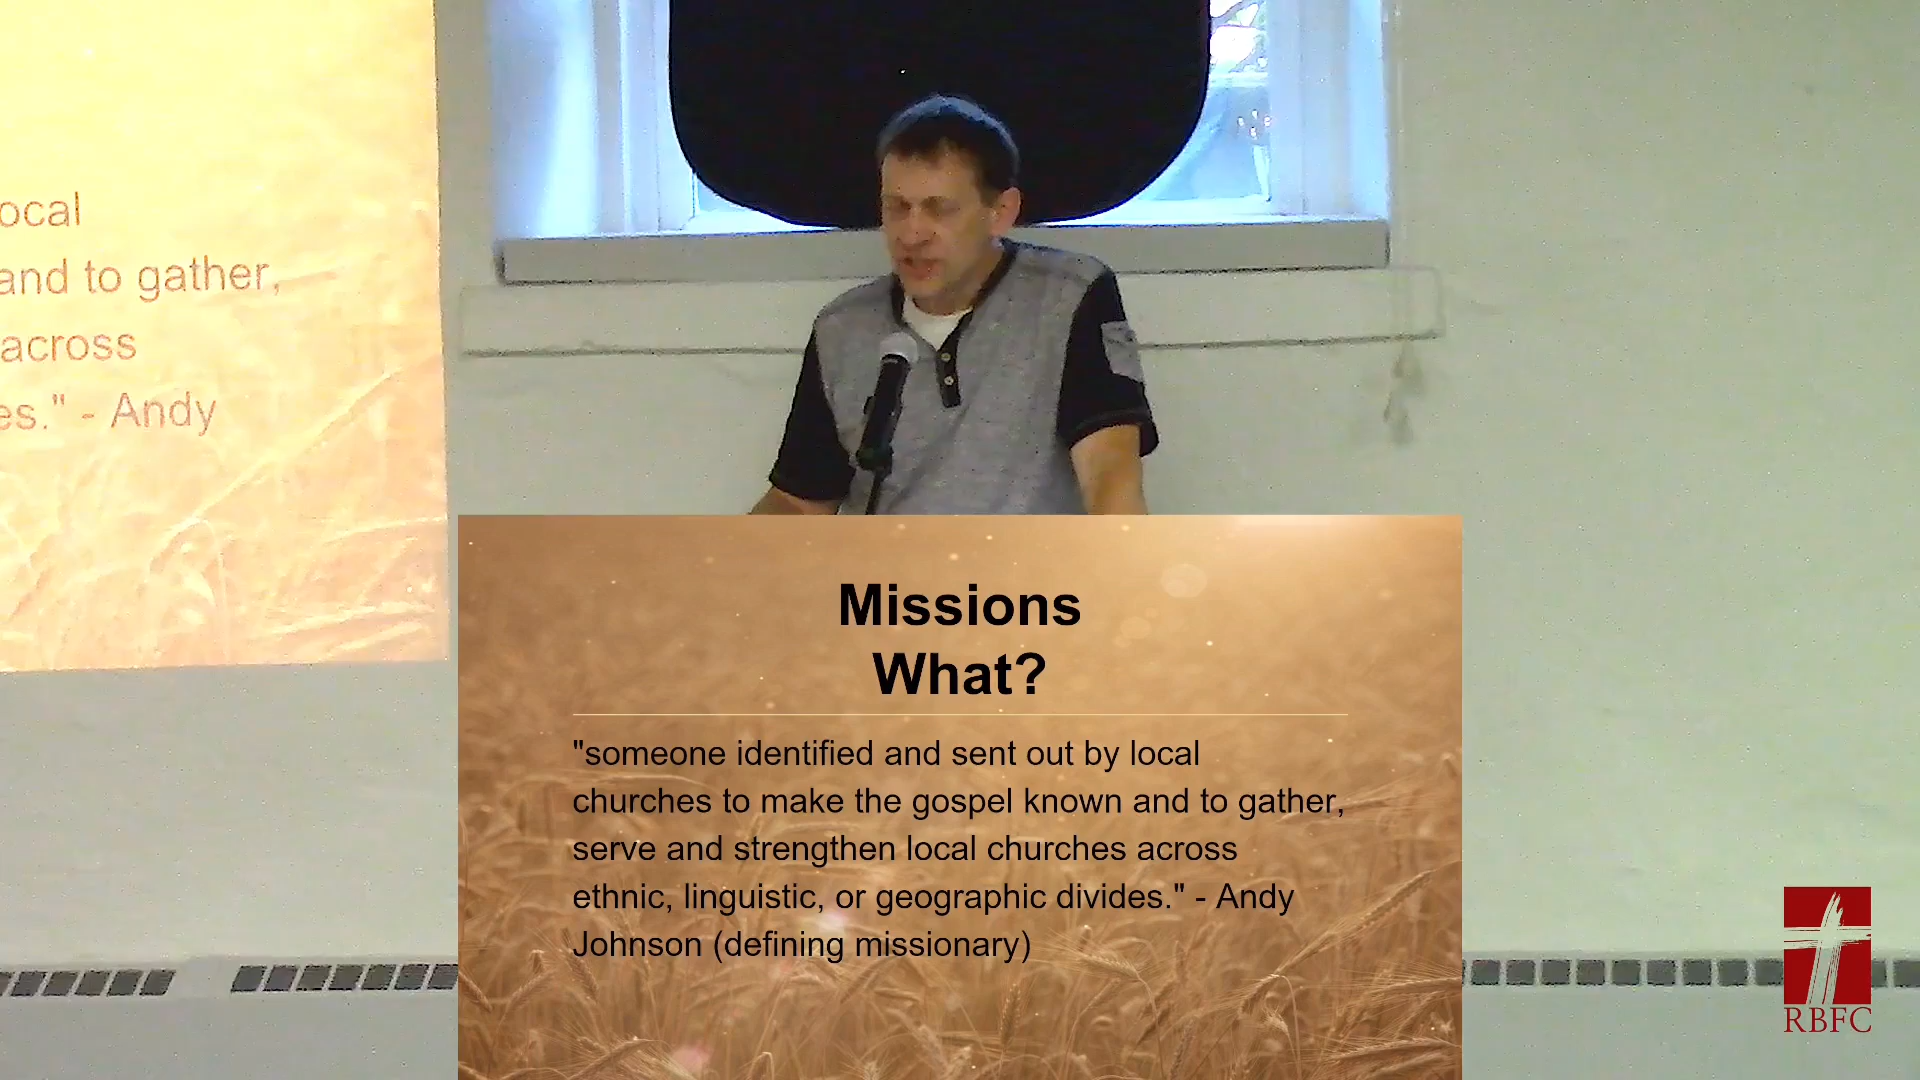 ocal
and to gather,
across
es." - Andy
Missions
What?
"someone identified and sent out by local
churches to make the gospel known and to gather,
serve and strengthen local churches across
ethnic, linguistic, or geographic divides." - Andy
Johnson (defining missionary)
RBFC